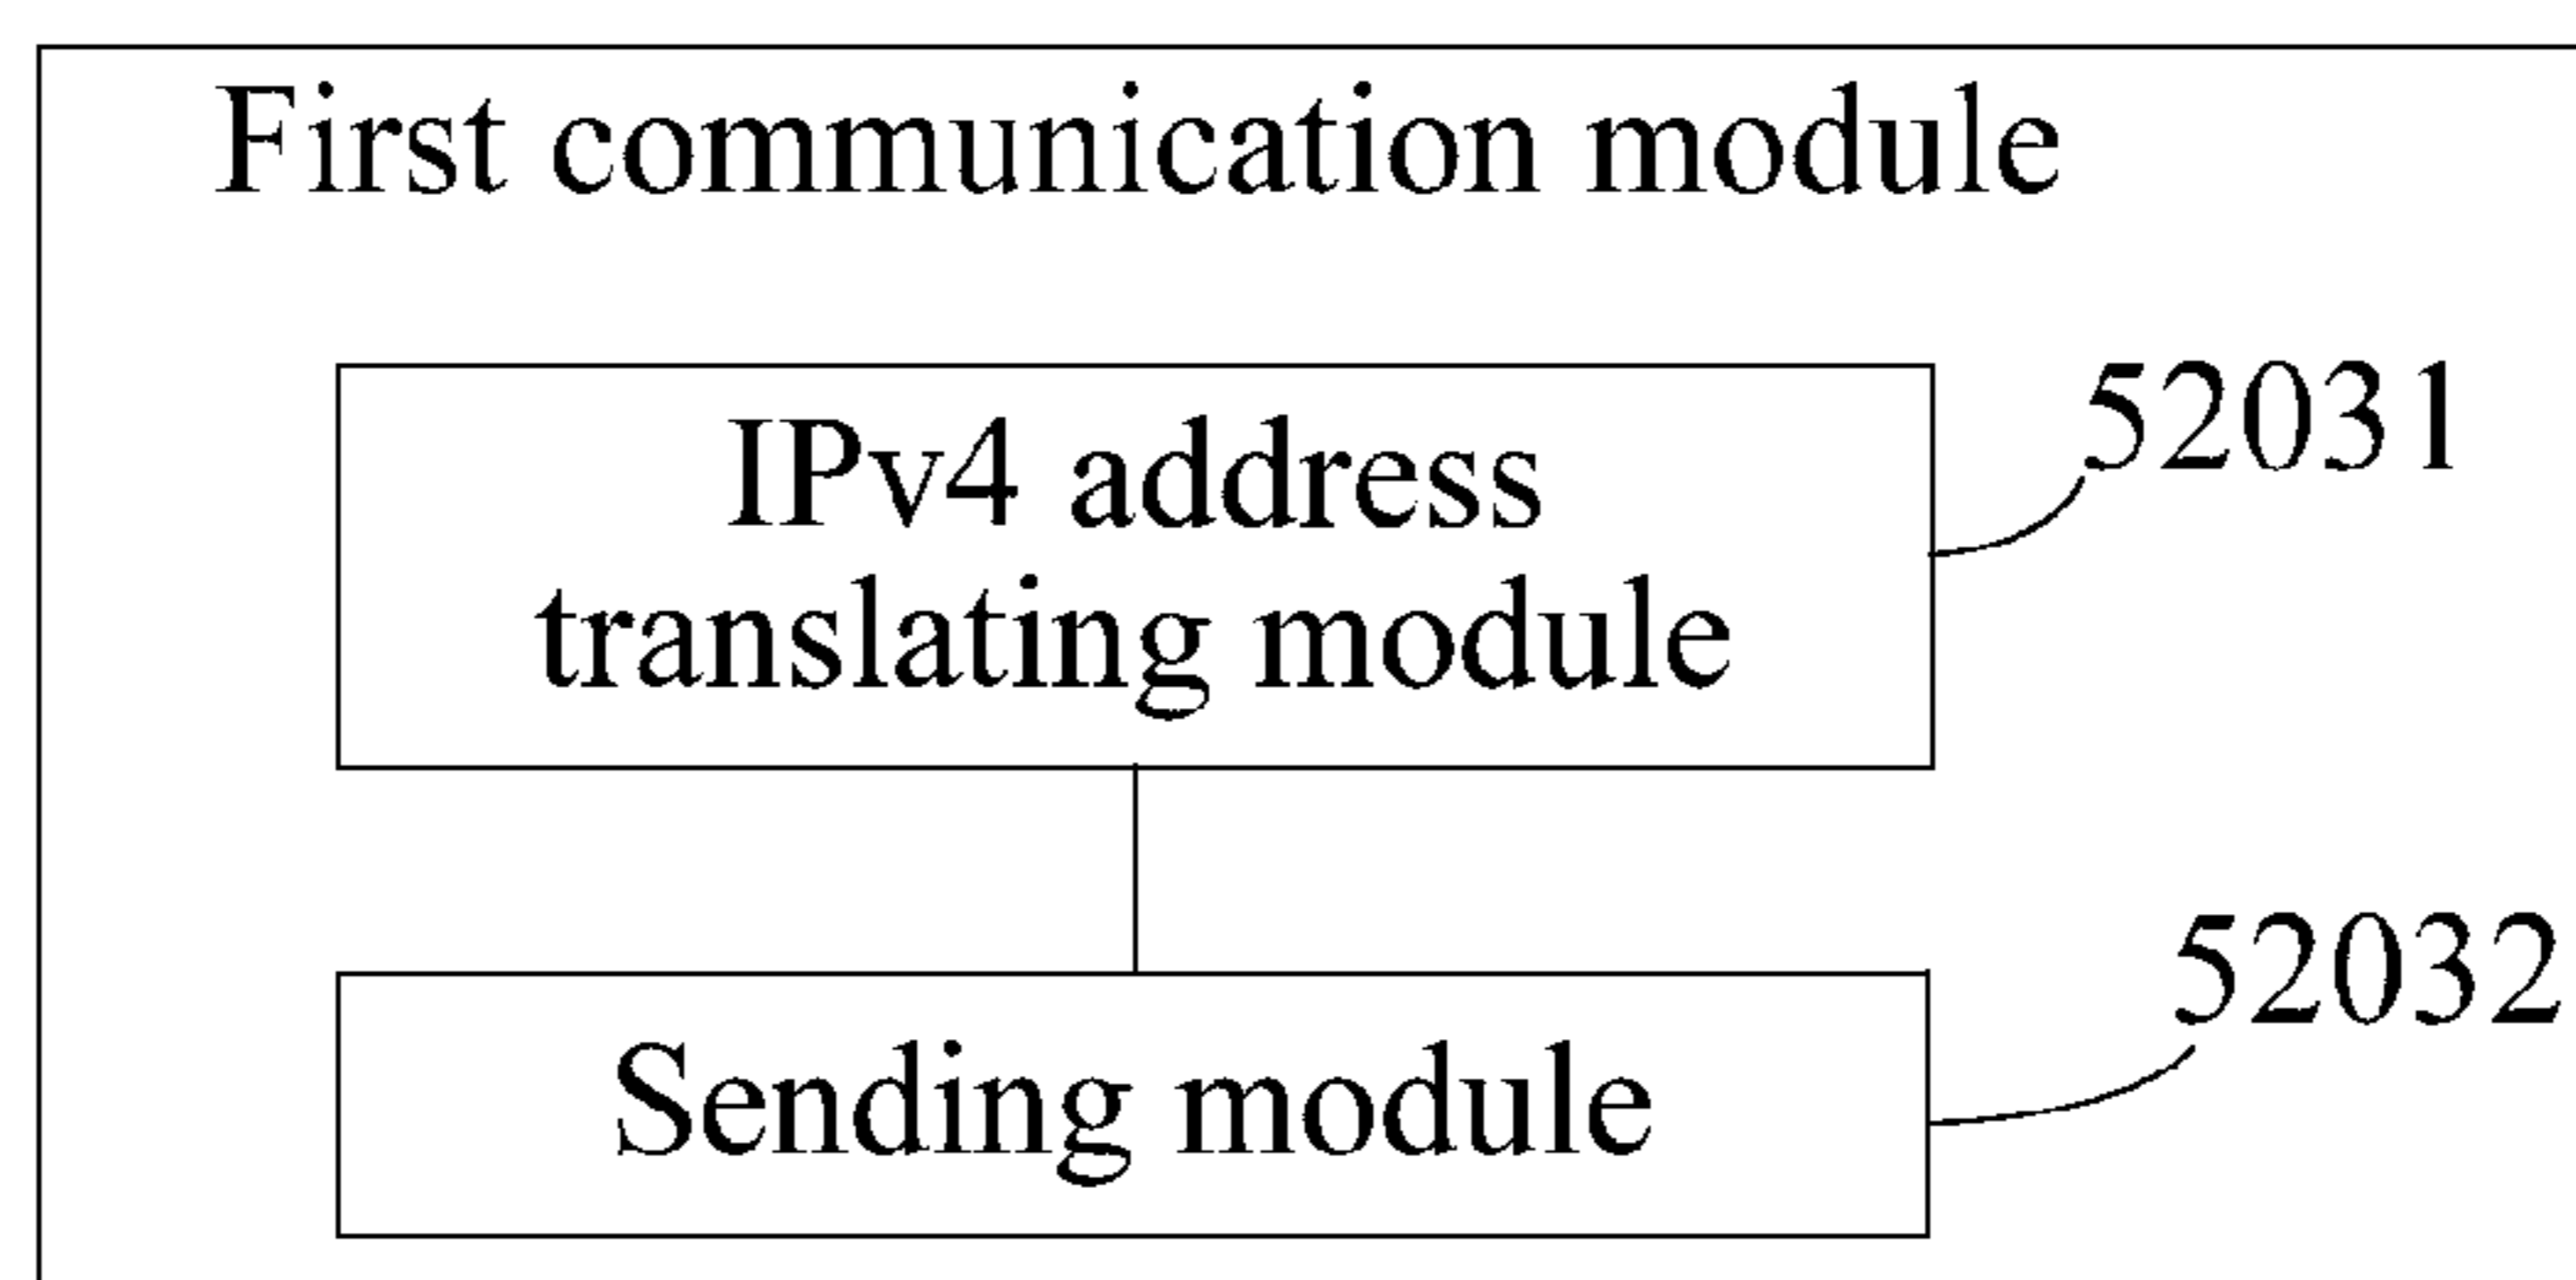 First communication module
IPv4 address
translating module
52031
Sending module
52032